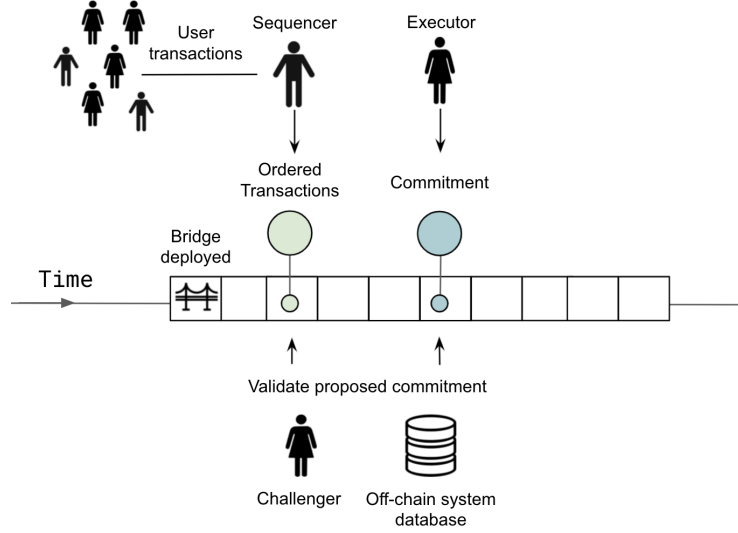 User
transactions
Sequencer
Executor
Ordered
Transactions
Commitment
Bridge
deployed
Time
Validate proposed commitment
Challenger
Off-chain system
database